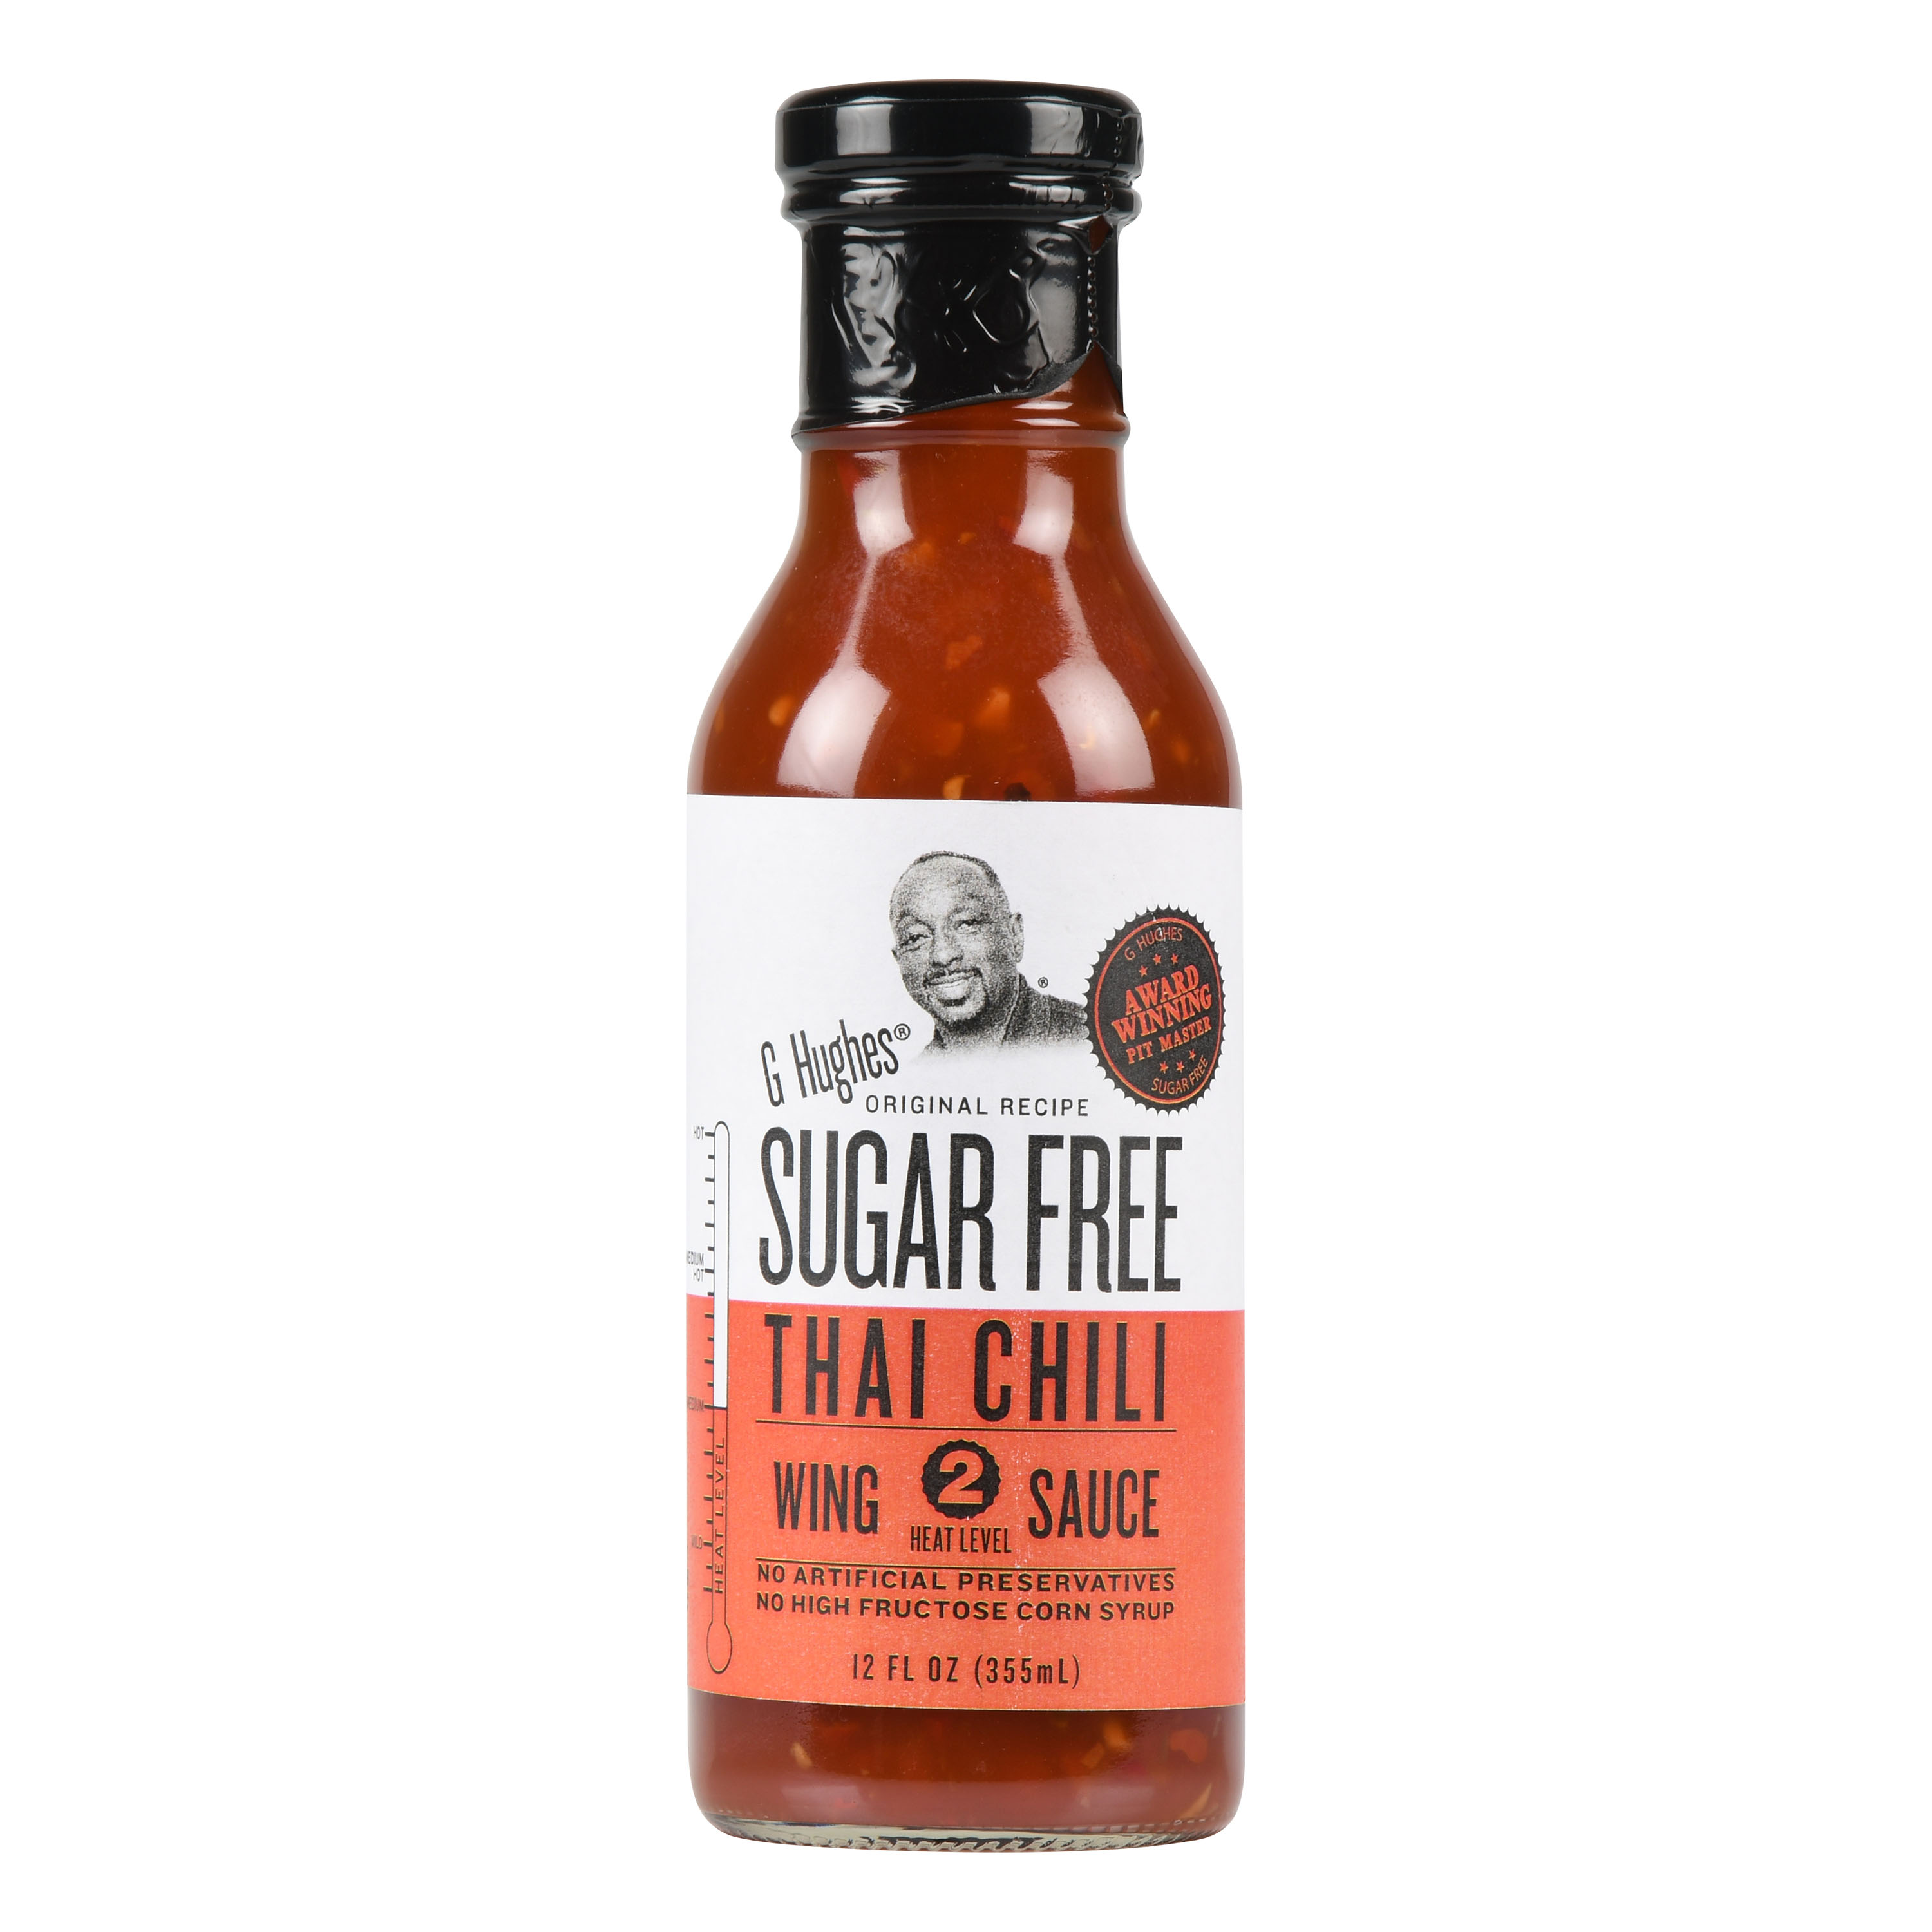 G Hughes®
®
G HUGHES
AWARD
WINNING
PIT MASTER
SUGAR FREE
ORIGINAL RECIPE
SUGAR FREE
THAI CHILI
WING 2 SAUCE
HEAT LEVEL
NO ARTIFICIAL PRESERVATIVES
NO HIGH FRUCTOSE CORN SYRUP
12 FL OZ (355mL)
HOT
HOT
HEAT LEVEL